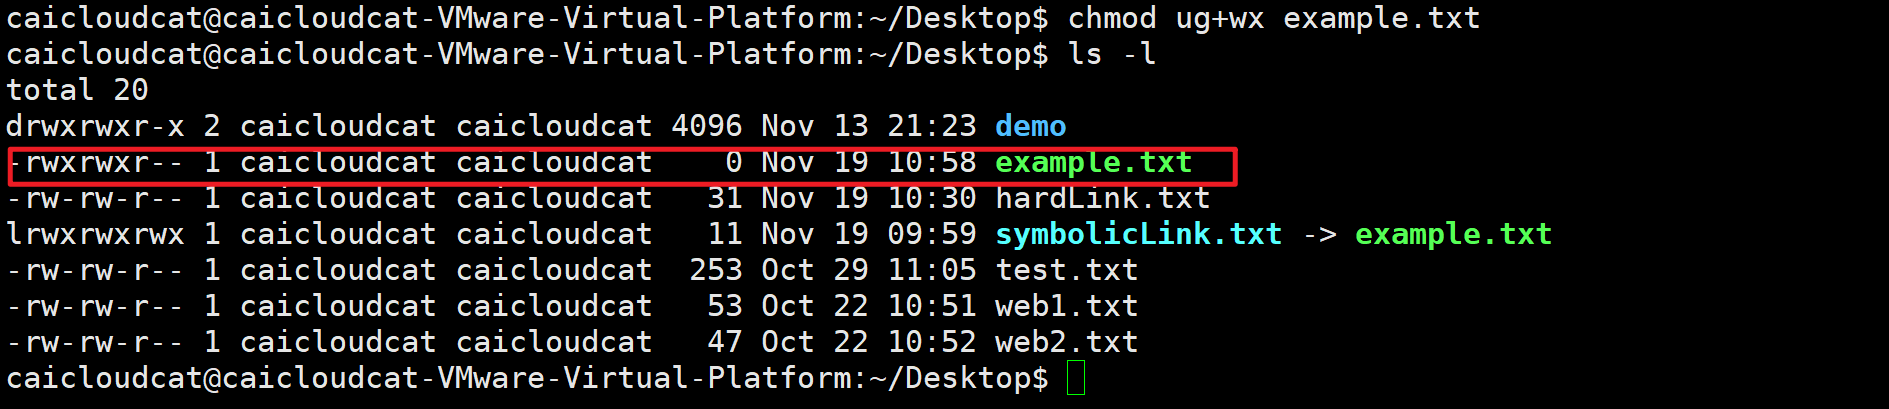 caicloudcat@caicloudcat-VMware-Virtual-Platform:~/Desktop$ chmod ug+wx example.txt
caicloudcat@caicloudcat-VMware-Virtual-Platform:~/Desktop$ ls -l
total 20
drwxrwxr-x 2 caicloudcat caicloudcat 4096 Nov 13 21:23 demo
-rwxrwxr-- 1 caicloudcat caicloudcat    0 Nov 19 10:58 example.txt
-rw-rw-r-- 1 caicloudcat caicloudcat   31 Nov 19 10:30 hardLink.txt
lrwxrwxrwx 1 caicloudcat caicloudcat   11 Nov 19 09:59 symbolicLink.txt -> example.txt
-rw-rw-r-- 1 caicloudcat caicloudcat  253 Oct 29 11:05 test.txt
-rw-rw-r-- 1 caicloudcat caicloudcat   53 Oct 22 10:51 web1.txt
-rw-rw-r-- 1 caicloudcat caicloudcat   47 Oct 22 10:52 web2.txt
caicloudcat@caicloudcat-VMware-Virtual-Platform:~/Desktop$